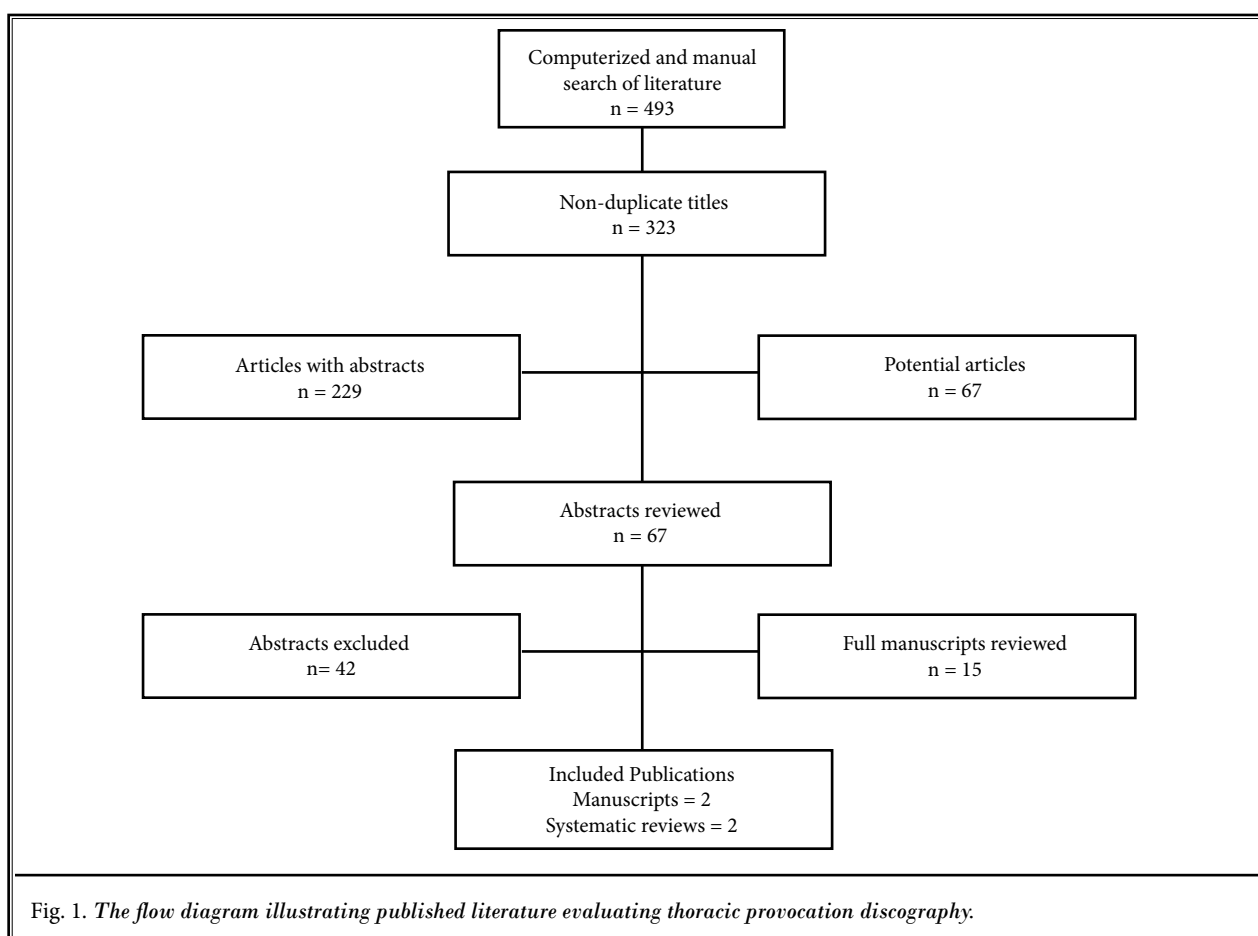 Computerized and manual
search of literature
n = 493
Non-duplicate titles
n = 323
Articles with abstracts
n = 229
Potential articles
n = 67
Abstracts reviewed
n = 67
Abstracts excluded
n= 42
Full manuscripts reviewed
n = 15
Included Publications
Manuscripts = 2
Systematic reviews = 2
Fig. 1. The flow diagram illustrating published literature evaluating thoracic provocation discography.